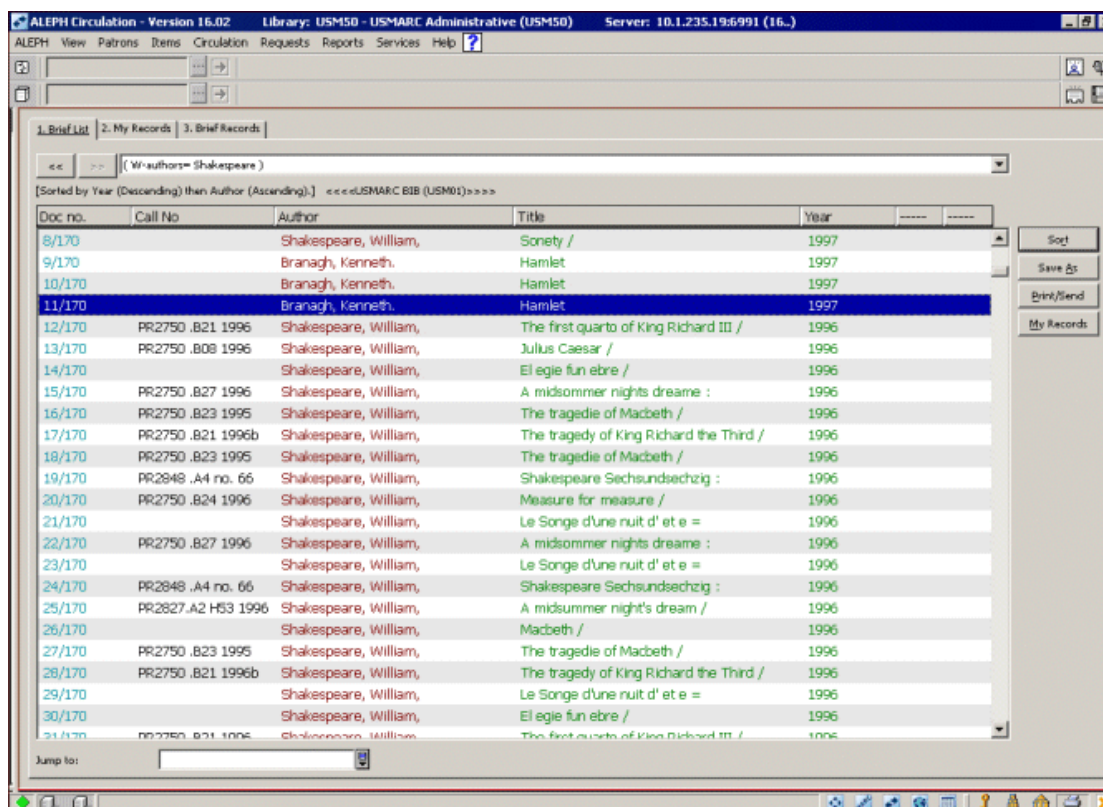 ALEPH Circulation - Version 16.02 Library: USM50 - USMARC Administrative (USM50) Server: 10.1.235.19:6991 (16..)
ALEPH View Patrons Items Circulation Requests Reports Services Help ?
1. Brief List 2. My Records 3. Brief Records
<< >> ( W-authors= Shakespeare )
[Sorted by Year (Descending) then Author (Ascending).] <<<<USMARC BIB (USM01)>>>>
Doc no. Call No Author Title Year ----- -----
8/170 Shakespeare, William, Sonety / 1997 Sort
9/170 Branagh, Kenneth. Hamlet 1997 Save As
10/170 Branagh, Kenneth. Hamlet 1997 Print/Send
11/170 Branagh, Kenneth. Hamlet 1997
12/170 PR2750 .B21 1996 Shakespeare, William, The first quarto of King Richard III / 1996 My Records
13/170 PR2750 .B08 1996 Shakespeare, William, Julius Caesar / 1996
14/170 Shakespeare, William, El egie fun ebre / 1996
15/170 PR2750 .B27 1996 Shakespeare, William, A midsommer nights dreame : 1996
16/170 PR2750 .B23 1995 Shakespeare, William, The tragedie of Macbeth / 1996
17/170 PR2750 .B21 1996b Shakespeare, William, The tragedy of King Richard the Third / 1996
18/170 PR2750 .B23 1995 Shakespeare, William, The tragedie of Macbeth / 1996
19/170 PR2848 .A4 no. 66 Shakespeare, William, Shakespeare Sechsundsechzig : 1996
20/170 PR2750 .B24 1996 Shakespeare, William, Measure for measure / 1996
21/170 Shakespeare, William, Le Songe d'une nuit d' et e = 1996
22/170 PR2750 .B27 1996 Shakespeare, William, A midsommer nights dreame : 1996
23/170 Shakespeare, William, Le Songe d'une nuit d' et e = 1996
24/170 PR2848 .A4 no. 66 Shakespeare, William, Shakespeare Sechsundsechzig : 1996
25/170 PR2827.A2 H53 1996 Shakespeare, William, A midsummer night's dream / 1996
26/170 Shakespeare, William, Macbeth / 1996
27/170 PR2750 .B23 1995 Shakespeare, William, The tragedie of Macbeth / 1996
28/170 PR2750 .B21 1996b Shakespeare, William, The tragedy of King Richard the Third / 1996
29/170 Shakespeare, William, Le Songe d'une nuit d' et e = 1996
30/170 Shakespeare, William, El egie fun ebre / 1996
31/170 PR2750 .B21 1996 Shakespeare, William, The first quarto of King Richard III / 1996
Jump to: